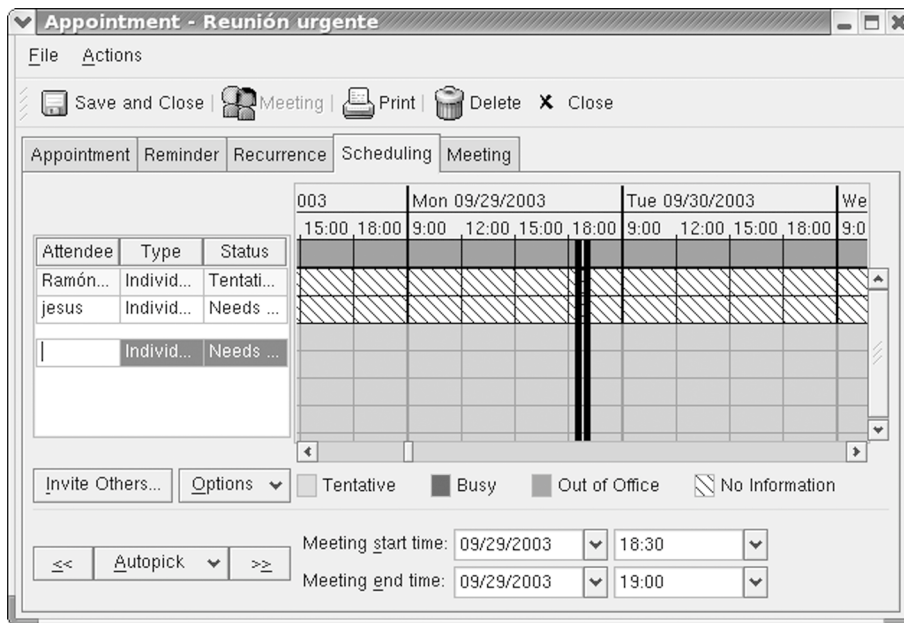 Appointment - Reunión urgente
File Actions
Save and Close Meeting Print Delete Close
Appointment Reminder Recurrence Scheduling Meeting
003 Mon 09/29/2003 Tue 09/30/2003 We
15:00 18:00 9:00 12:00 15:00 18:00 9:00 12:00 15:00 18:00 9:0
Attendee Type Status
Ramón... Individ... Tentati...
jesus Individ... Needs ...
Individ... Needs ...
Invite Others... Options Tentative Busy Out of Office No Information
<< Autopick >>
Meeting start time: 09/29/2003 18:30
Meeting end time: 09/29/2003 19:00